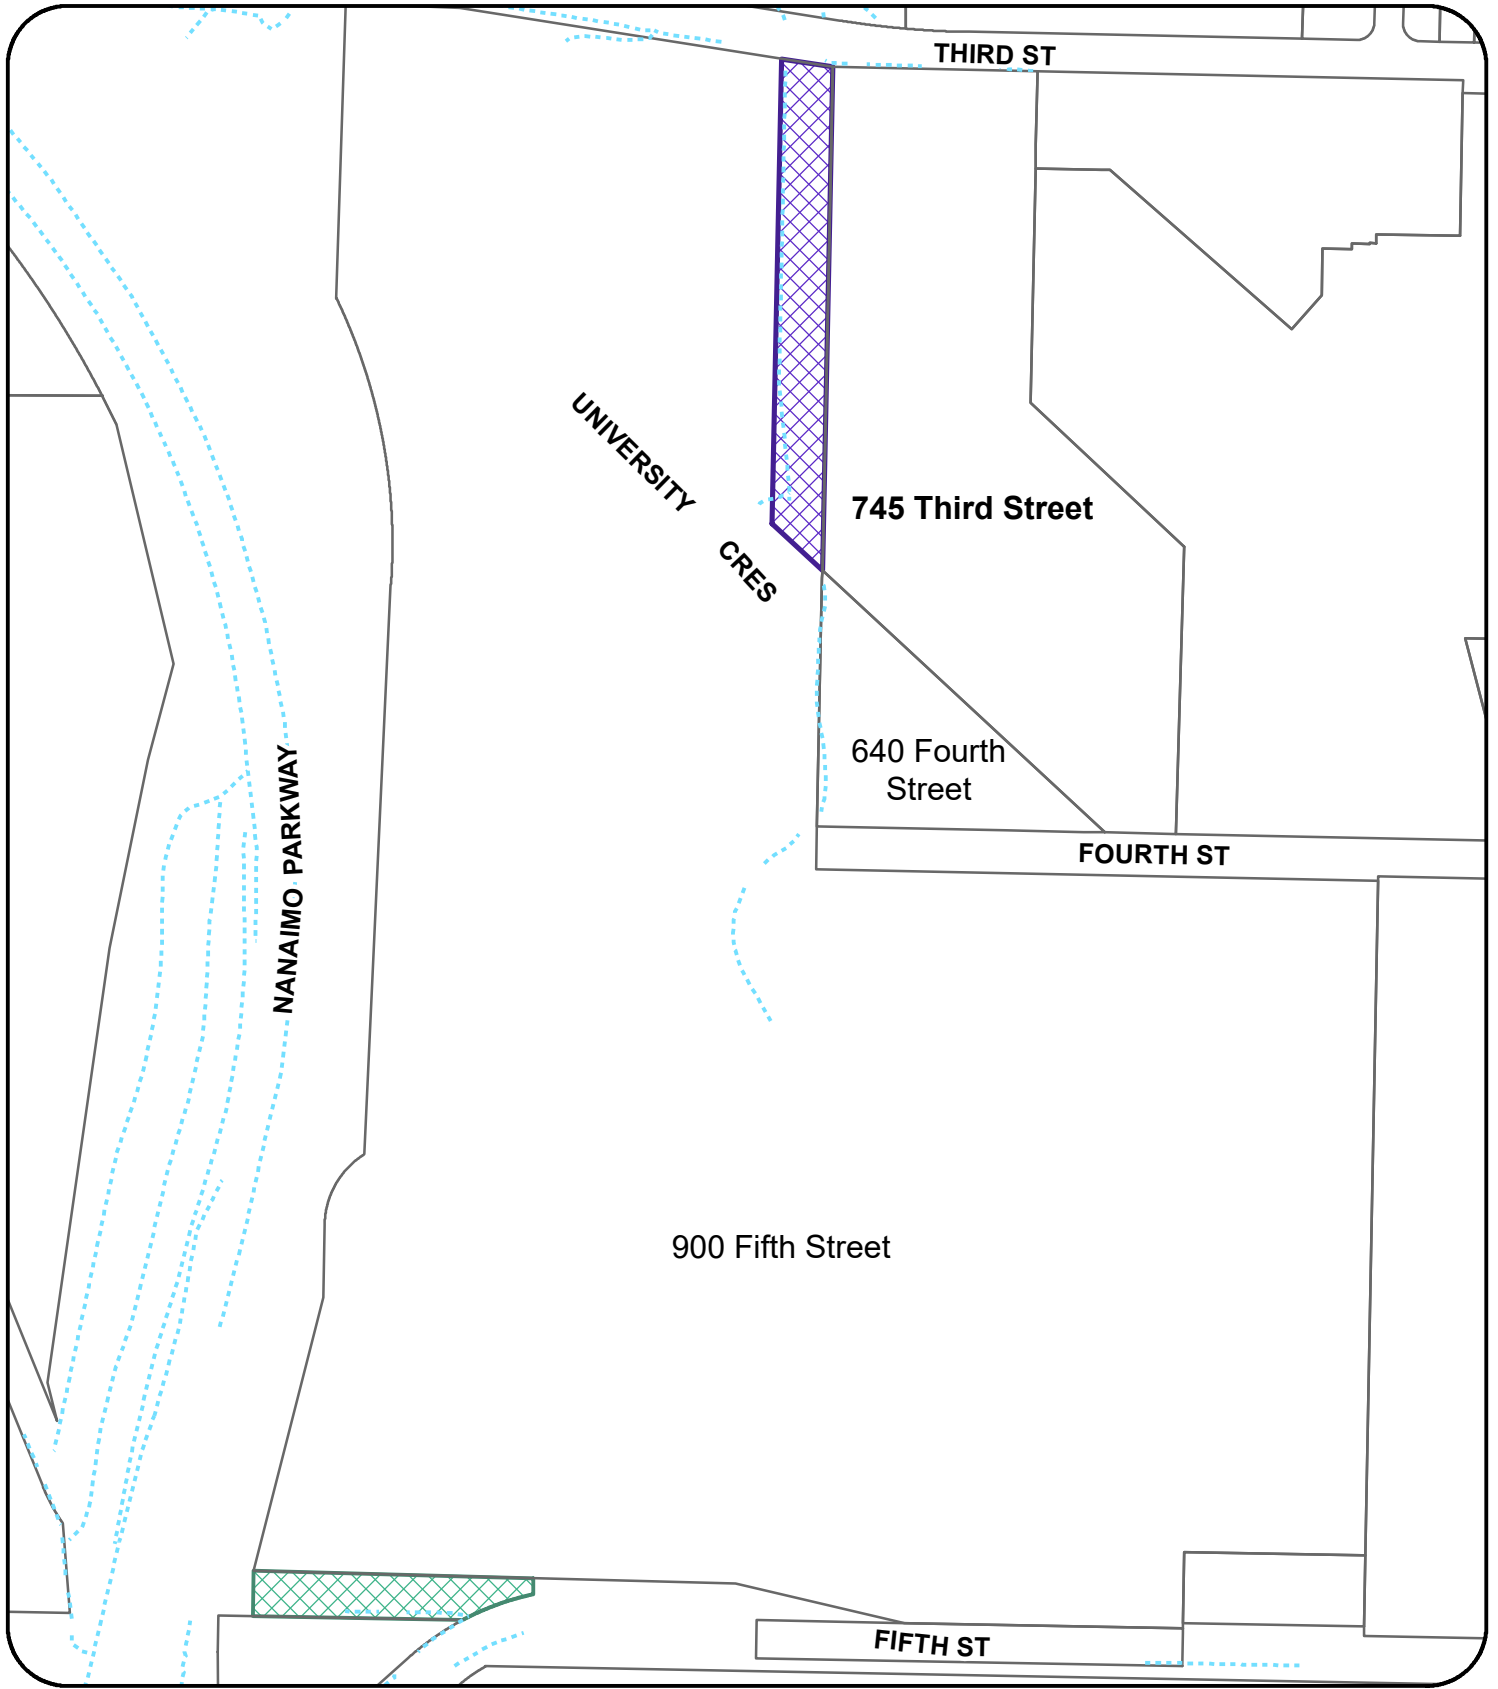 THIRD ST
UNIVERSITY
CRES
745 Third Street
640 Fourth
Street
NANAIMO PARKWAY
FOURTH ST
900 Fifth Street
FIFTH ST